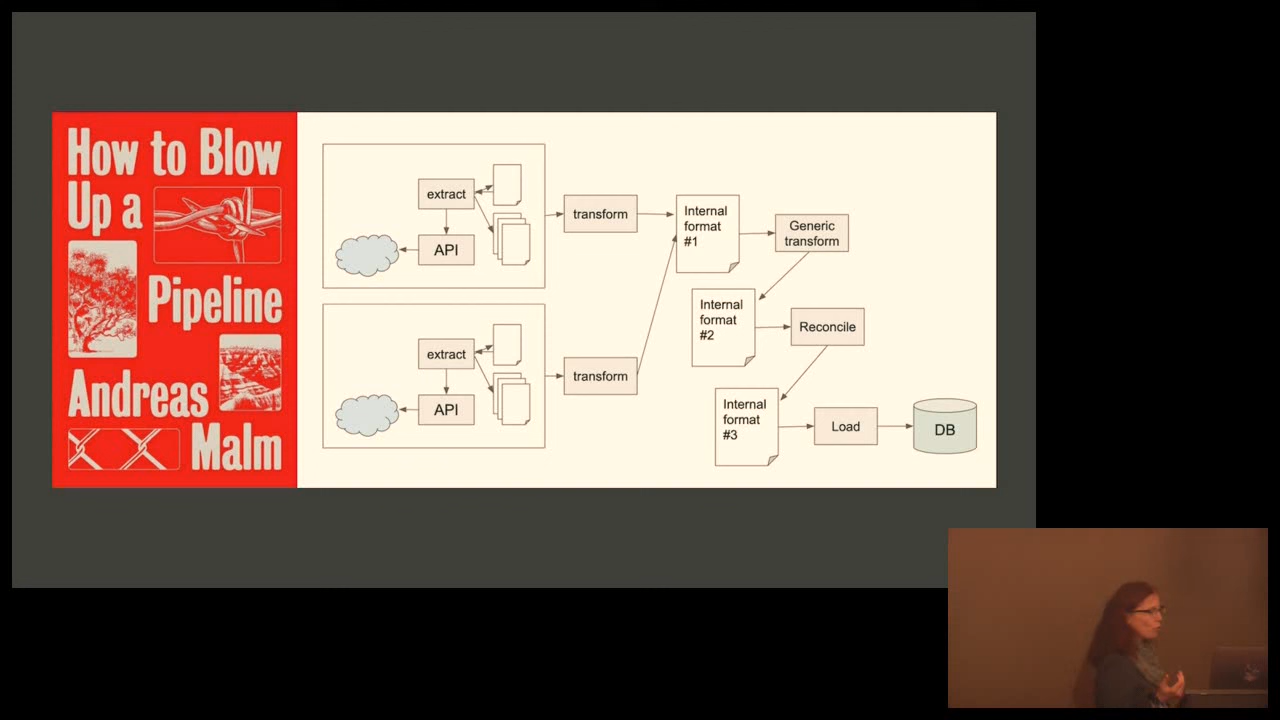 How to Blow
Up a
Pipeline
Andreas
Malm
extract
API
transform
extract
API
transform
Internal
format
#1
Generic
transform
Internal
format
#2
Reconcile
Internal
format
#3
Load
DB